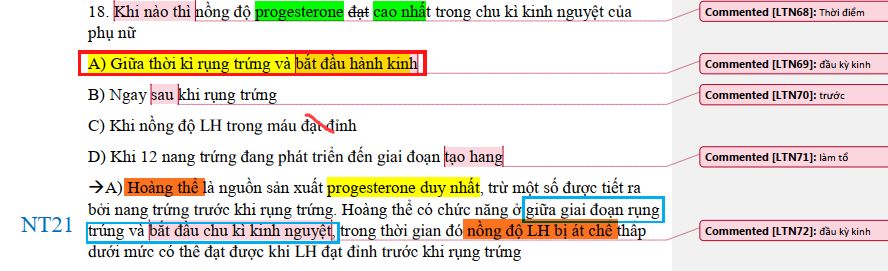 18. Khi nào thì nồng độ progesterone đạt cao nhất trong chu kì kinh nguyệt của
Commented [LTN68]: Thời điểm
phụ nữ
A) Giữa thời kì rụng trứng và bắt đầu hành kinh
Commented [LTN69]: đầu kỳ kinh
B) Ngay sau khi rụng trứng
Commented [LTN70]: trước
C) Khi nồng độ LH trong máu đạt đỉnh
D) Khi 12 nang trứng đang phát triển đến giai đoạn tạo hang
Commented [LTN71]: làm tổ
→A) Hoàng thể là nguồn sản xuất progesterone duy nhất, trừ một số được tiết ra
bởi nang trứng trước khi rụng trứng. Hoàng thể có chức năng ở giữa giai đoạn rụng
NT21 trứng và bắt đầu chu kì kinh nguyệt, trong thời gian đó nồng độ LH bị át chế thấp
Commented [LTN72]: đầu kỳ kinh
dưới mức có thể đạt được khi LH đạt đỉnh trước khi rụng trứng